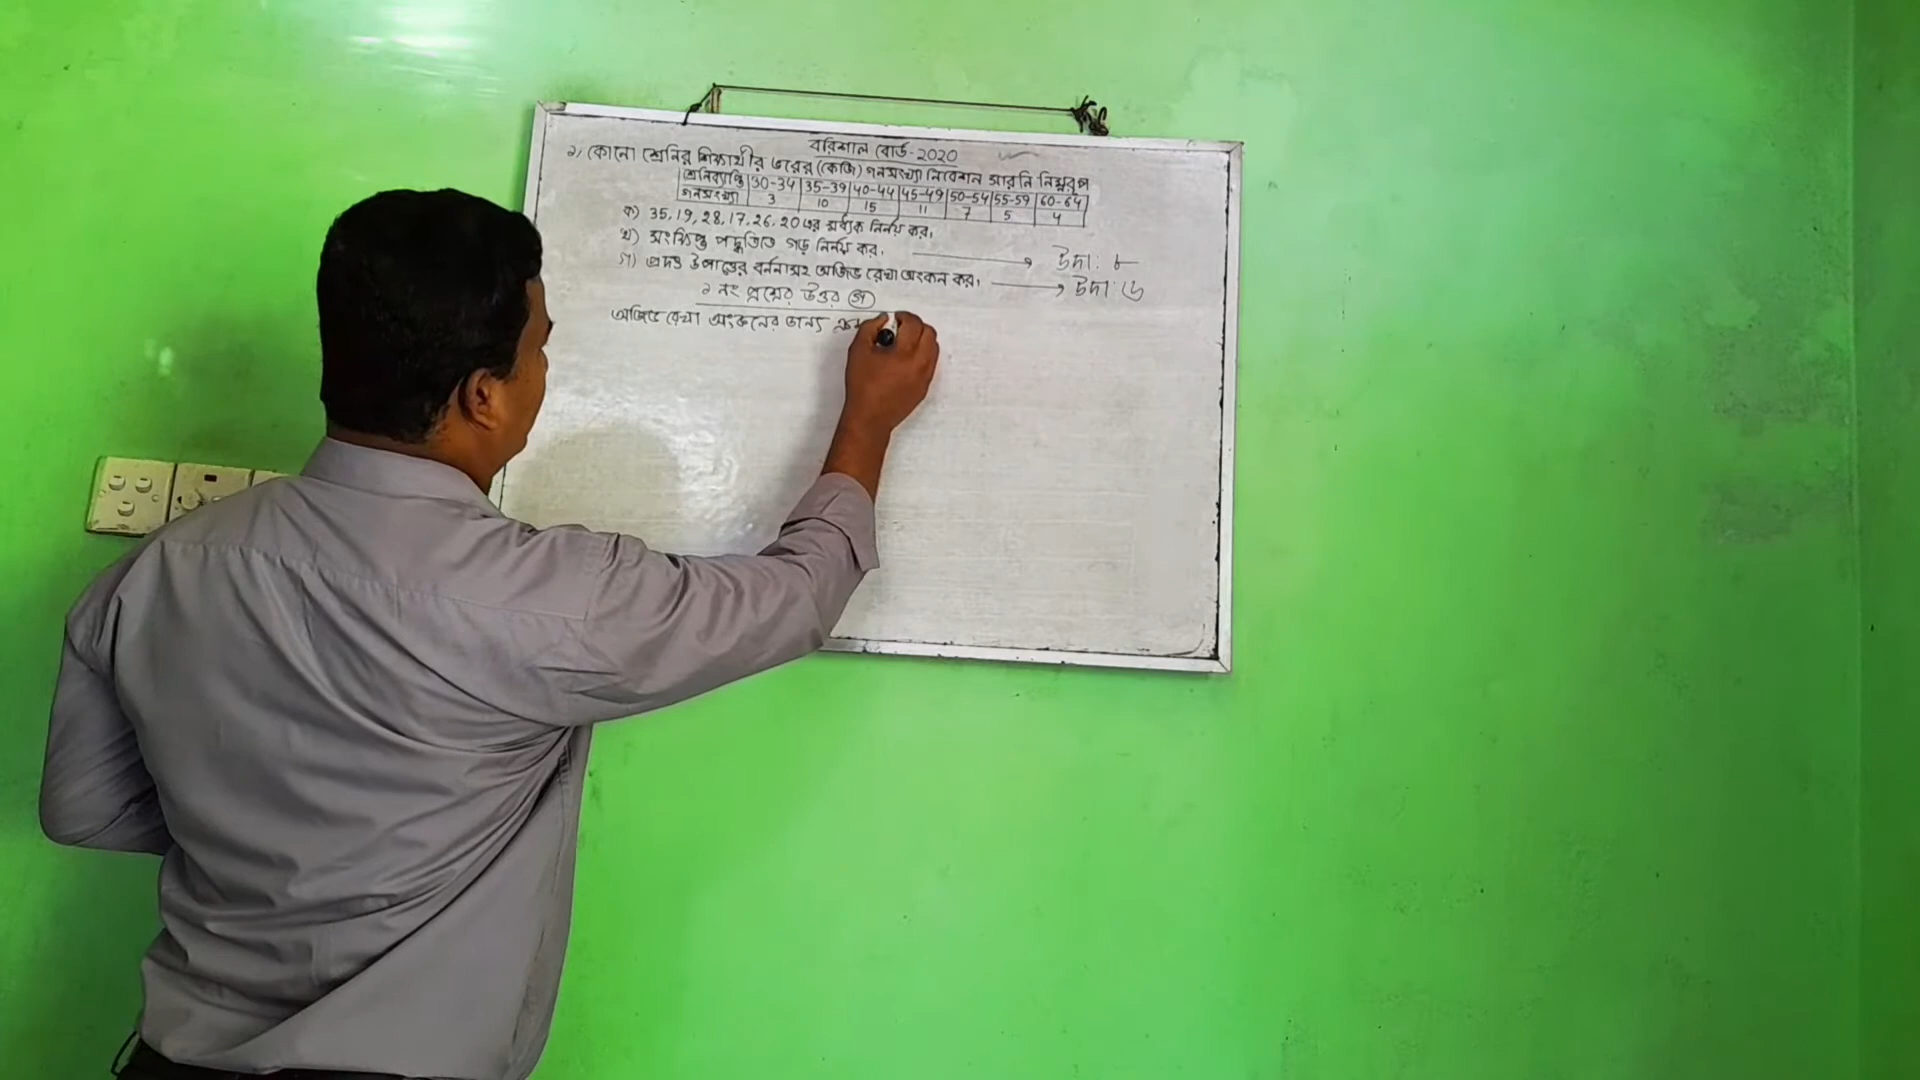 বরিশাল বোর্ড-2020
১, কোনো শ্রেনির শিক্ষার্থীর ভরের (কেজি) গনসংখ্যা নিবেশন সারনি নিম্নরূপ
শ্রেনিব্যাপ্তি 30-34 35-39 40-44 45-49 50-54 55-59 60-64
গনসংখ্যা 3 10 15 11 7 5 4
ক) 35, 19, 28, 17, 26, 20 এর মধ্যক নির্নয় কর।
খ) সংক্ষিপ্ত পদ্ধতিতে গড় নির্নয় কর। উদা: ৮
গ) প্রদত্ত উপাত্তের বর্ননাসহ অজিভ রেখা অংকন কর। উদা: ৬
১ নং প্রশ্নের উত্তর গ
অজিভ রেখা অংকনের জন্য